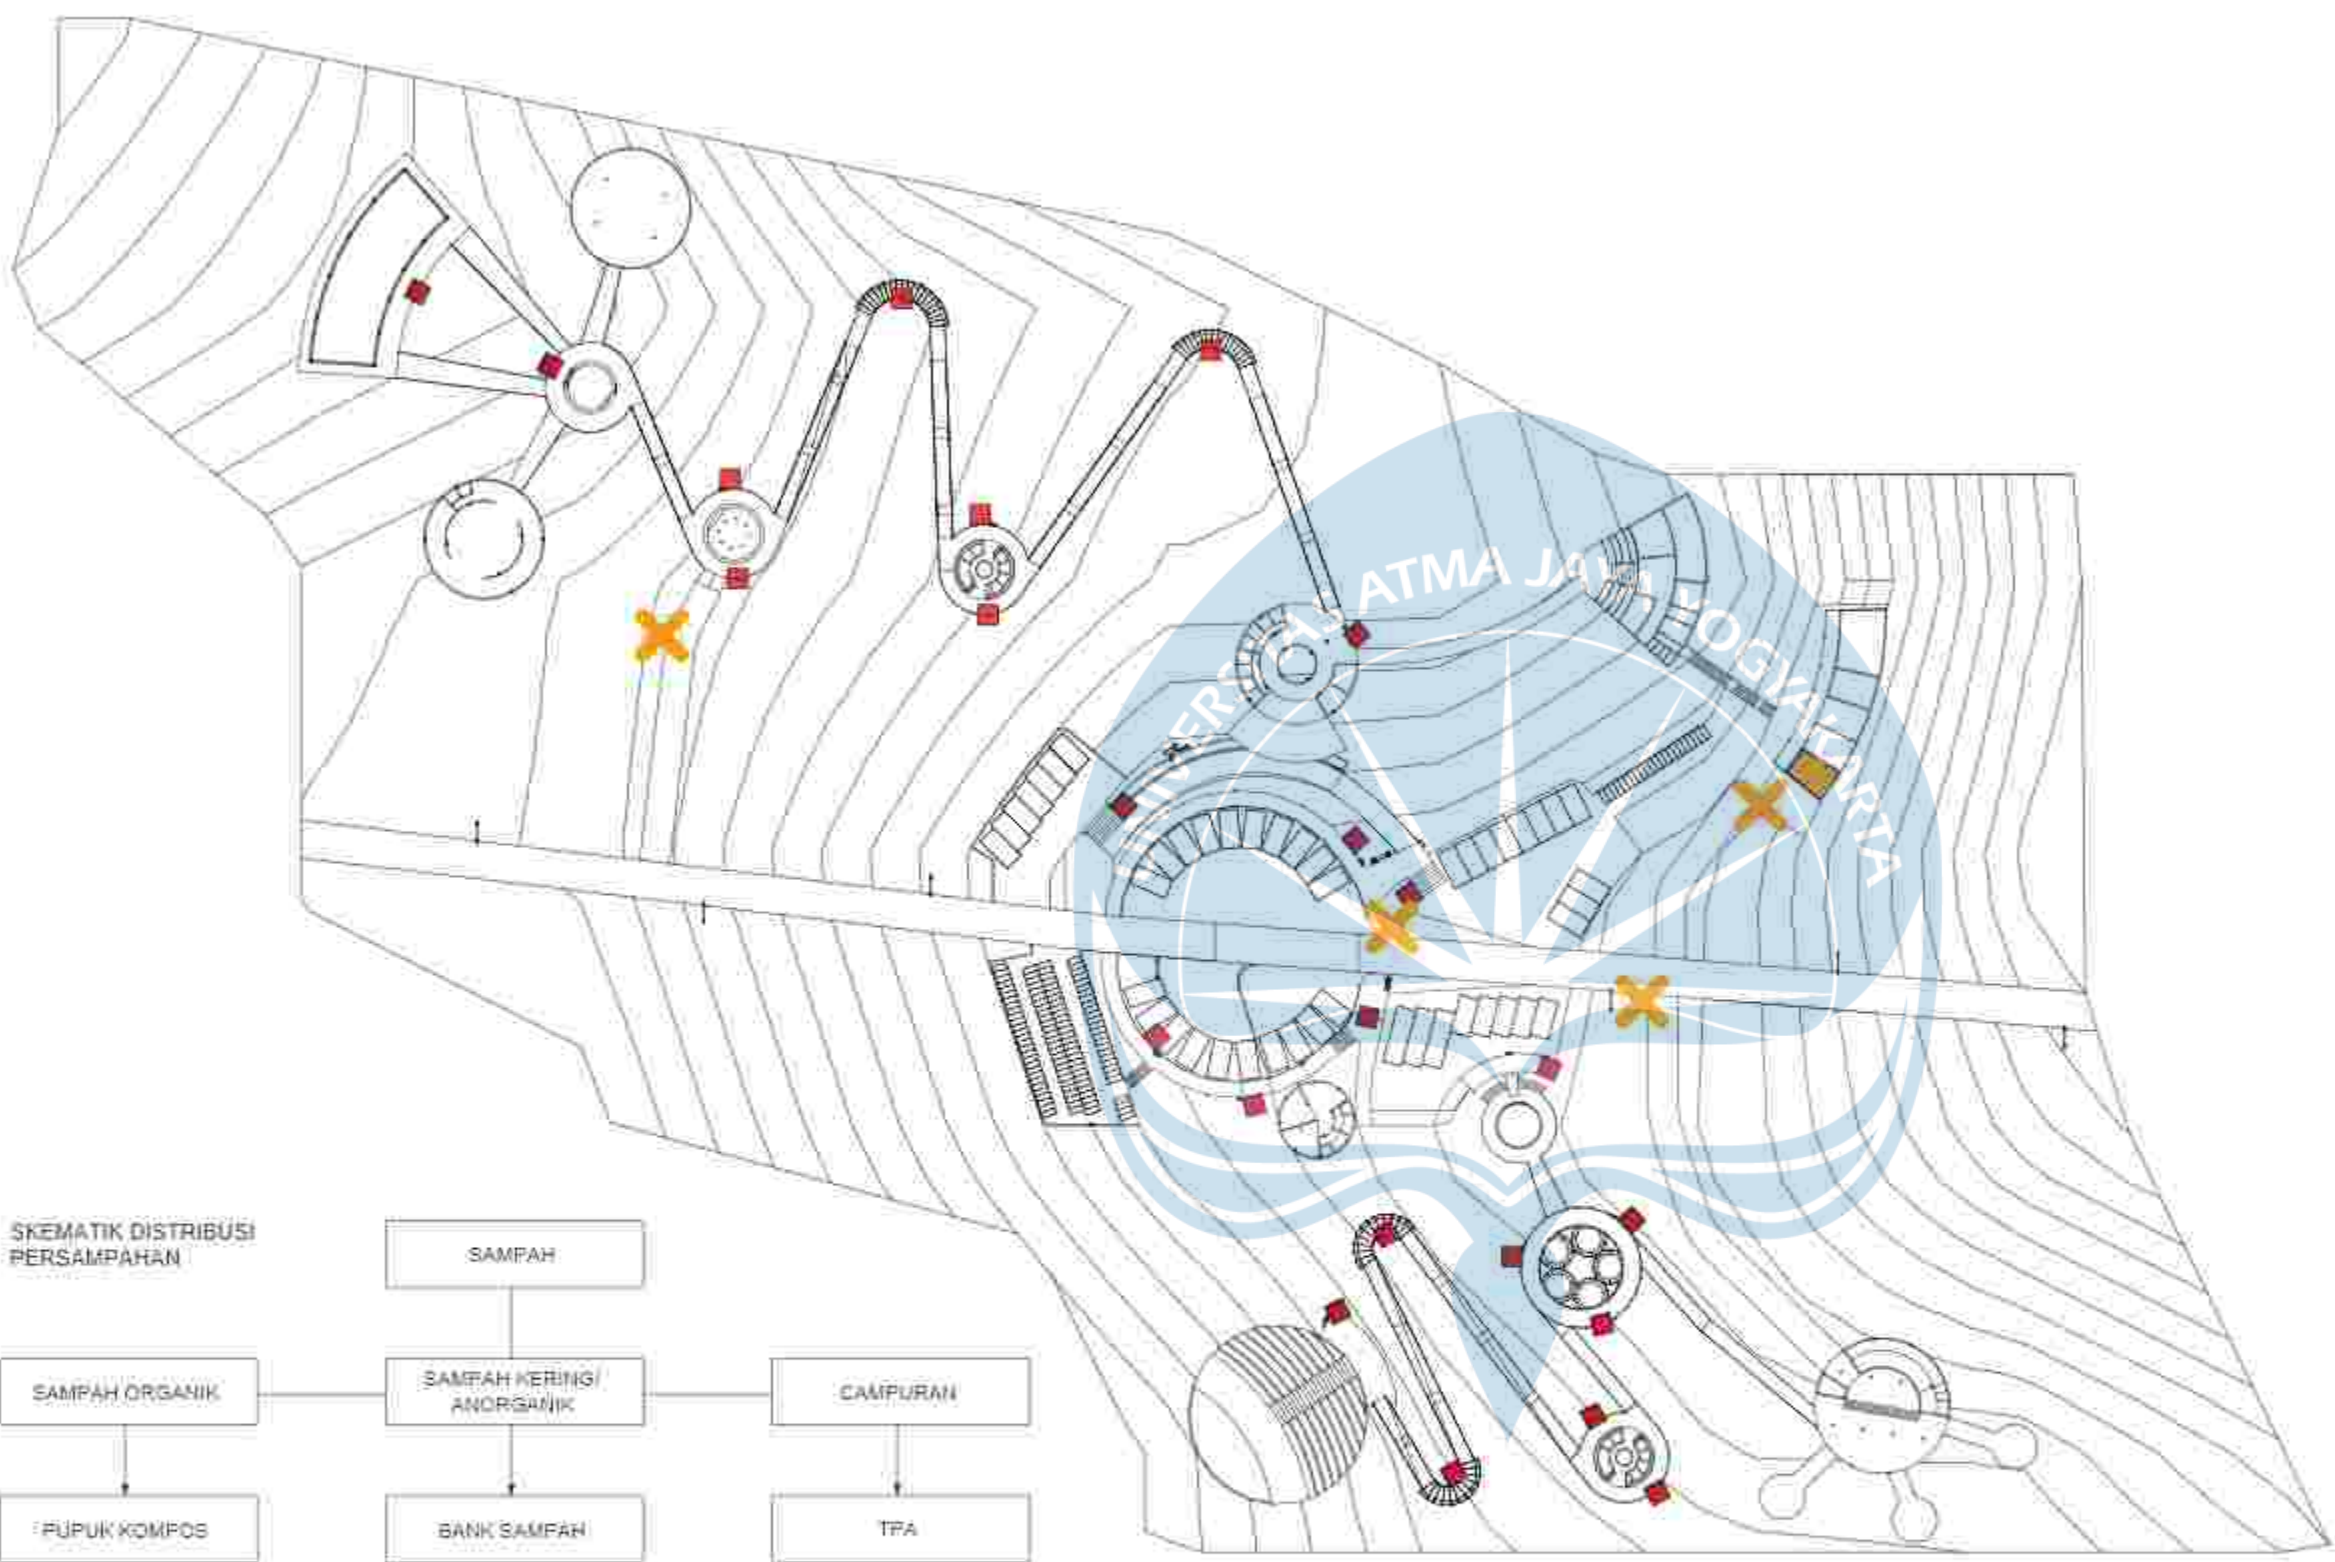 UNIVERSITAS ATMA JAYA YOGYAKARTA
SKEMATIK DISTRIBUSI
PERSAMPAHAN
SAMPAH
SAMPAH ORGANIK
SAMPAH KERING/
ANORGANIK
CAMPURAN
PUPUK KOMPOS
BANK SAMPAH
TPA